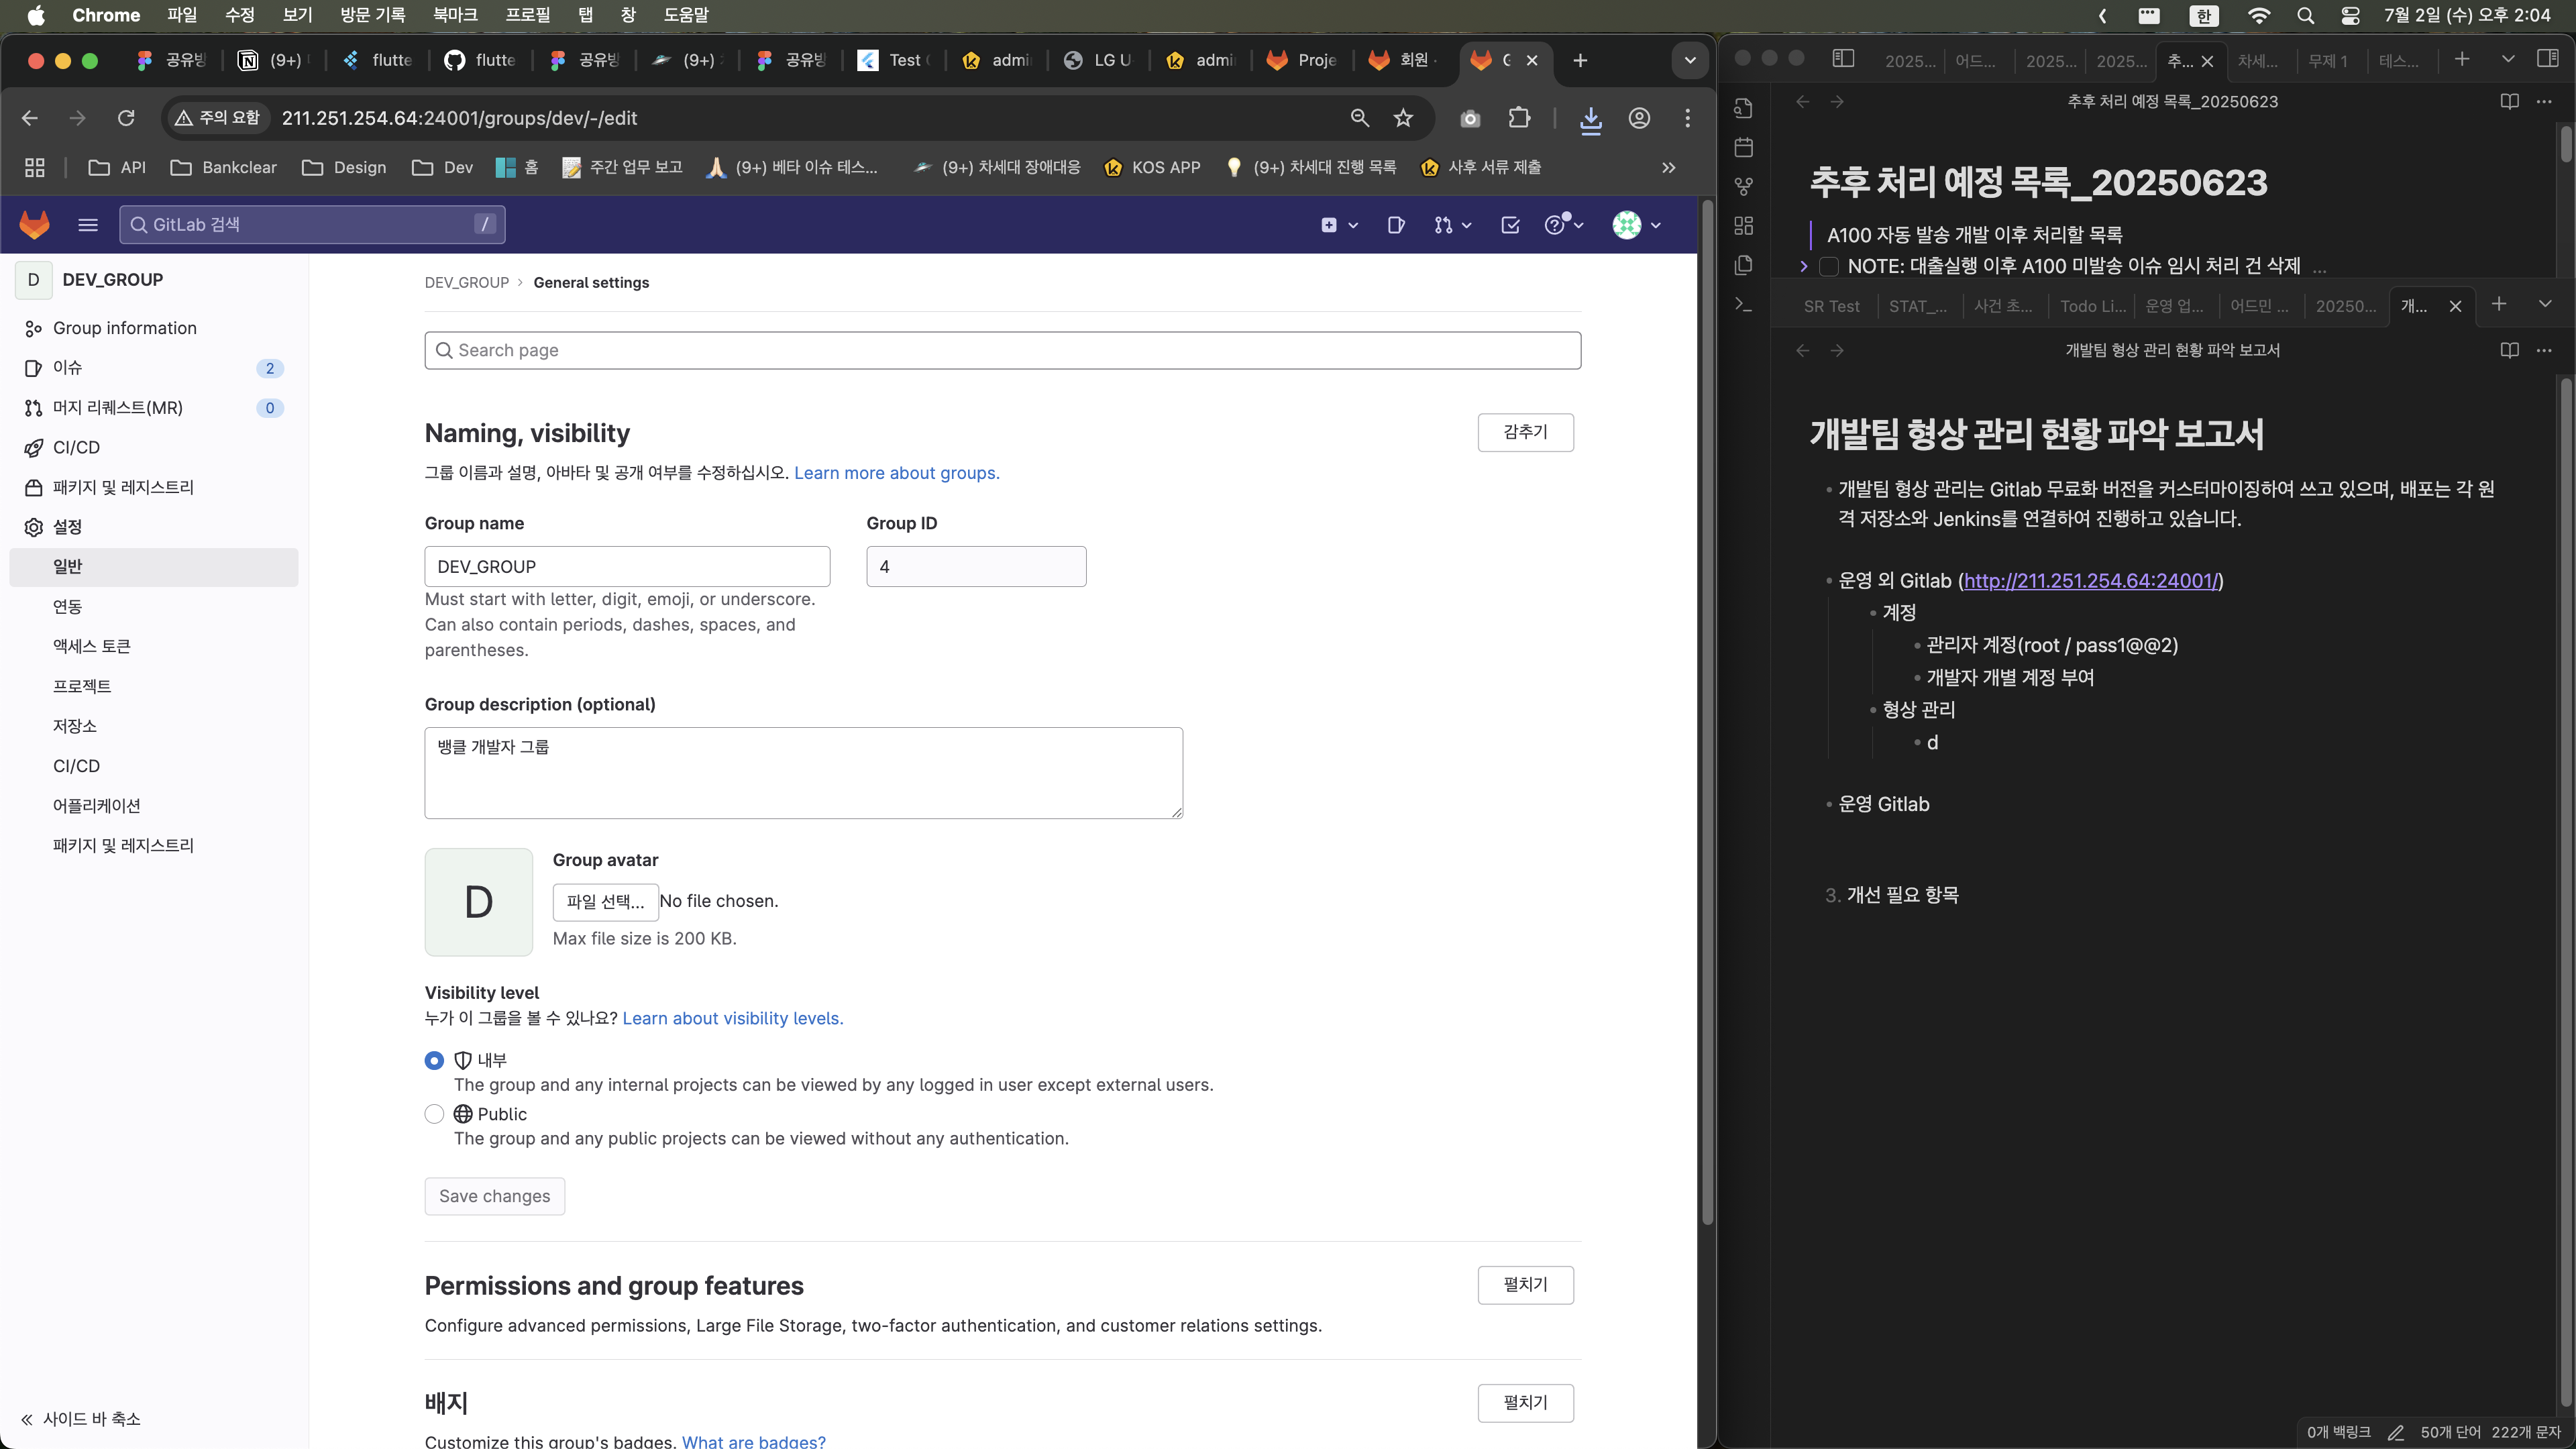 Chrome 파일 수정 보기 방문 기록 북마크 프로필 탭 창 도움말
한 7월 2일 (수) 오후 2:04
공유방 (9+) flutte flutte 공유방 (9+) 공유방 Test admi LG U admi Proje 회원 G
주의 요함 211.251.254.64:24001/groups/dev/-/edit
API Bankclear Design Dev 홈 주간 업무 보고 (9+) 베타 이슈 테스... (9+) 차세대 장애대응 KOS APP (9+) 차세대 진행 목록 사후 서류 제출
GitLab 검색 /
D DEV_GROUP
Group information
이슈 2
머지 리퀘스트(MR) 0
CI/CD
패키지 및 레지스트리
설정
일반
연동
액세스 토큰
프로젝트
저장소
CI/CD
어플리케이션
패키지 및 레지스트리
사이드 바 축소
DEV_GROUP › General settings
Search page
Naming, visibility
감추기
그룹 이름과 설명, 아바타 및 공개 여부를 수정하십시오. Learn more about groups.
Group name
DEV_GROUP
Must start with letter, digit, emoji, or underscore.
Can also contain periods, dashes, spaces, and
parentheses.
Group ID
4
Group description (optional)
뱅클 개발자 그룹
D
Group avatar
파일 선택... No file chosen.
Max file size is 200 KB.
Visibility level
누가 이 그룹을 볼 수 있나요? Learn about visibility levels.
내부
The group and any internal projects can be viewed by any logged in user except external users.
Public
The group and any public projects can be viewed without any authentication.
Save changes
Permissions and group features
펼치기
Configure advanced permissions, Large File Storage, two-factor authentication, and customer relations settings.
배지
펼치기
Customize this group's badges. What are badges?
2025... 어드... 2025... 2025... 추... 차세... 무제 1 테스...
추후 처리 예정 목록_20250623
추후 처리 예정 목록_20250623
A100 자동 발송 개발 이후 처리할 목록
NOTE: 대출실행 이후 A100 미발송 이슈 임시 처리 건 삭제 ...
SR Test STAT_... 사건 초... Todo Li... 운영 업... 어드민 ... 20250... 개...
개발팀 형상 관리 현황 파악 보고서
개발팀 형상 관리 현황 파악 보고서
• 개발팀 형상 관리는 Gitlab 무료화 버전을 커스터마이징하여 쓰고 있으며, 배포는 각 원
격 저장소와 Jenkins를 연결하여 진행하고 있습니다.
• 운영 외 Gitlab (http://211.251.254.64:24001/)
• 계정
• 관리자 계정(root / pass1@@2)
• 개발자 개별 계정 부여
• 형상 관리
• d
• 운영 Gitlab
3. 개선 필요 항목
0개 백링크 50개 단어 222개 문자